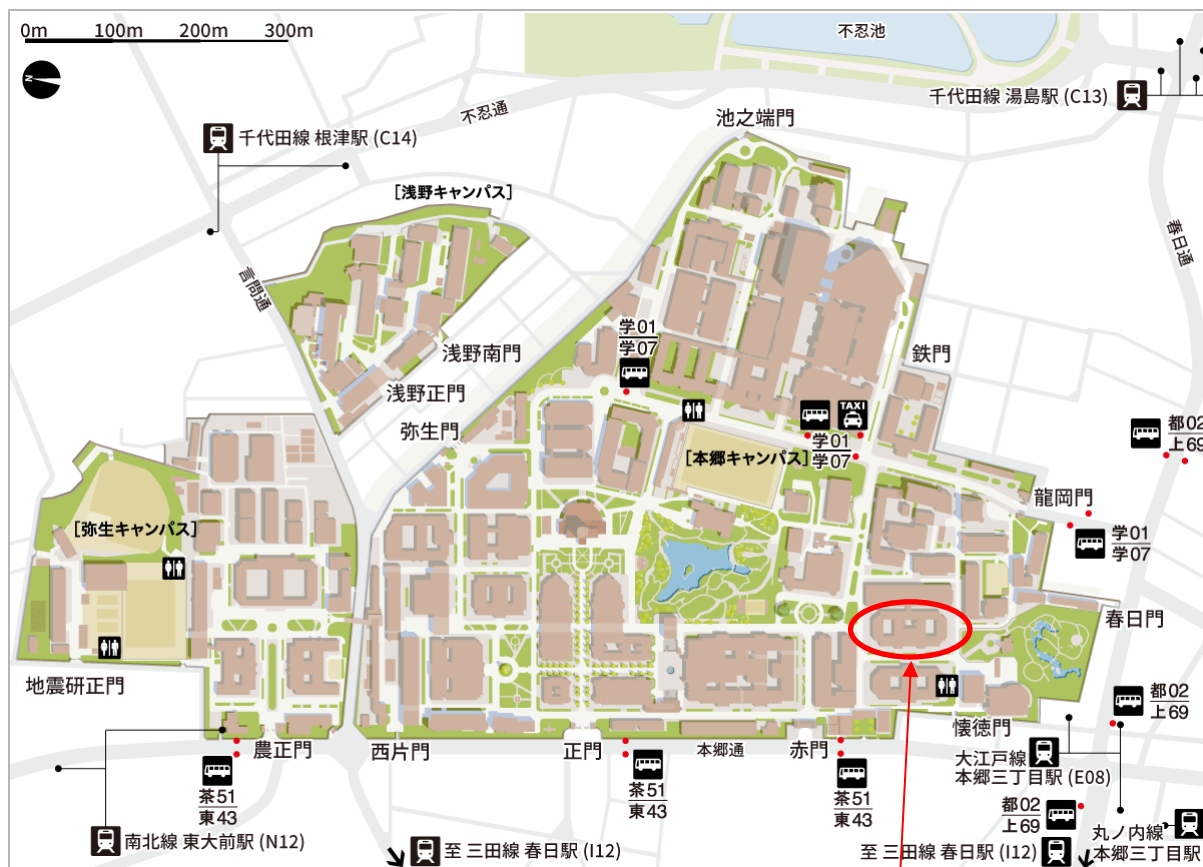 0m 100m 200m 300m
N
不忍池
千代田線 湯島駅 (C13)
不忍通
池之端門
千代田線 根津駅 (C14)
[浅野キャンパス]
春日通
言問通
学01
学07
浅野南門
鉄門
浅野正門
TAXI
弥生門
都02
上69
学01
学07
[本郷キャンパス]
龍岡門
[弥生キャンパス]
学01
学07
春日門
地震研正門
都02
上69
懐徳門
農正門
西片門
正門
本郷通
赤門
大江戸線
本郷三丁目駅 (E08)
茶51
東43
茶51
東43
茶51
東43
都02
上69
南北線 東大前駅 (N12)
至 三田線 春日駅 (I12)
至 三田線 春日駅 (I12)
丸ノ内線
本郷三丁目駅